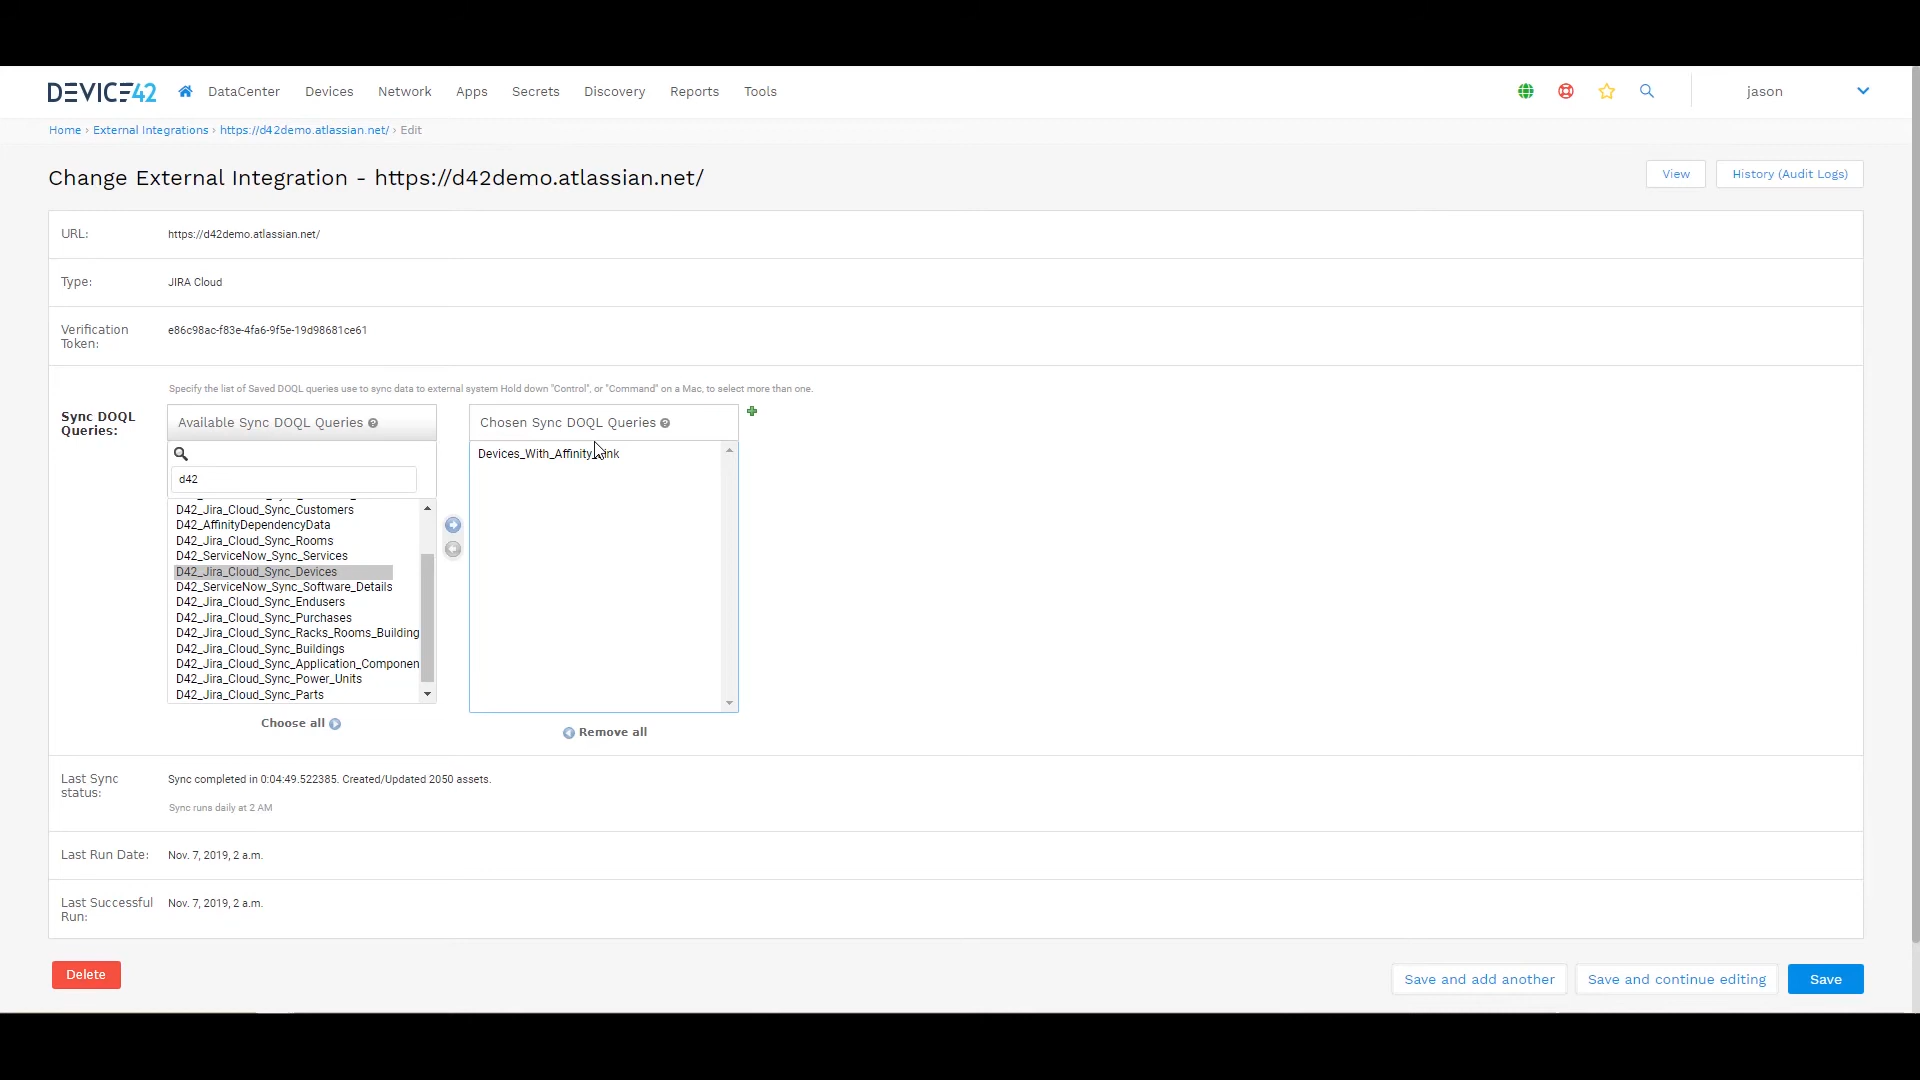 DEVICE42 DataCenter Devices Network Apps Secrets Discovery Reports Tools jason
Home › External Integrations › https://d42demo.atlassian.net/ › Edit
Change External Integration - https://d42demo.atlassian.net/
View
History (Audit Logs)
URL: https://d42demo.atlassian.net/
Type: JIRA Cloud
Verification Token: e86c98ac-f83e-4fa6-9f5e-19d98681ce61
Specify the list of Saved DOQL queries use to sync data to external system Hold down "Control", or "Command" on a Mac, to select more than one.
Sync DOQL
Queries:
Available Sync DOQL Queries
d42
D42_Jira_Cloud_Sync_Customers
D42_AffinityDependencyData
D42_Jira_Cloud_Sync_Rooms
D42_ServiceNow_Sync_Services
D42_Jira_Cloud_Sync_Devices
D42_ServiceNow_Sync_Software_Details
D42_Jira_Cloud_Sync_Endusers
D42_Jira_Cloud_Sync_Purchases
D42_Jira_Cloud_Sync_Racks_Rooms_Building
D42_Jira_Cloud_Sync_Buildings
D42_Jira_Cloud_Sync_Application_Componen
D42_Jira_Cloud_Sync_Power_Units
D42_Jira_Cloud_Sync_Parts
Choose all
Chosen Sync DOQL Queries
Remove all
Last Sync
status:
Sync completed in 0:04:49.522385. Created/Updated 2050 assets.
Sync runs daily at 2 AM
Last Run Date: Nov. 7, 2019, 2 a.m.
Last Successful
Run:
Nov. 7, 2019, 2 a.m.
Delete
Save and add another
Save and continue editing
Save